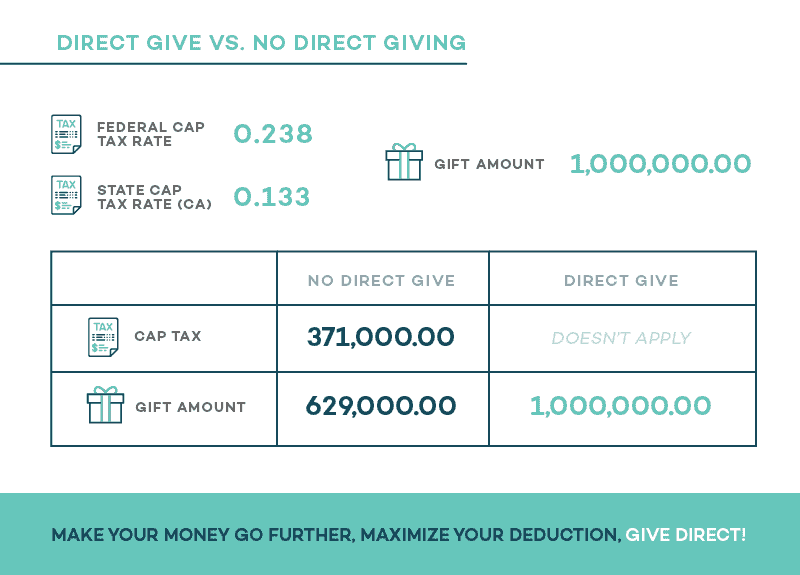 DIRECT GIVE VS. NO DIRECT GIVING
TAX
$
FEDERAL CAP
TAX RATE
0.238
TAX
$
STATE CAP
TAX RATE (CA)
0.133
GIFT AMOUNT
1,000,000.00
NO DIRECT GIVE
DIRECT GIVE
TAX
$
CAP TAX
371,000.00
DOESN'T APPLY
GIFT AMOUNT
629,000.00
1,000,000.00
MAKE YOUR MONEY GO FURTHER, MAXIMIZE YOUR DEDUCTION, GIVE DIRECT!